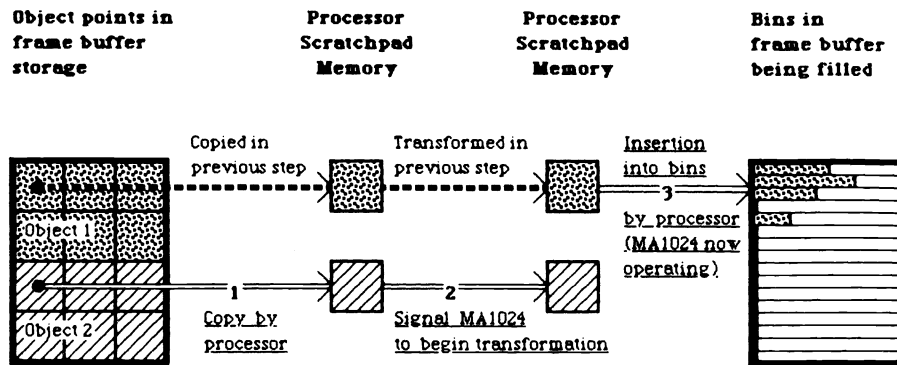 Object points in
frame buffer
storage
Processor
Scratchpad
Memory
Processor
Scratchpad
Memory
Bins in
frame buffer
being filled
Copied in
previous step
Transformed in
previous step
Insertion
into bins
3
by processor
(MA1024 now
operating)
Object 1
1
Copy by
processor
2
Signal MA1024
to begin transformation
Object 2